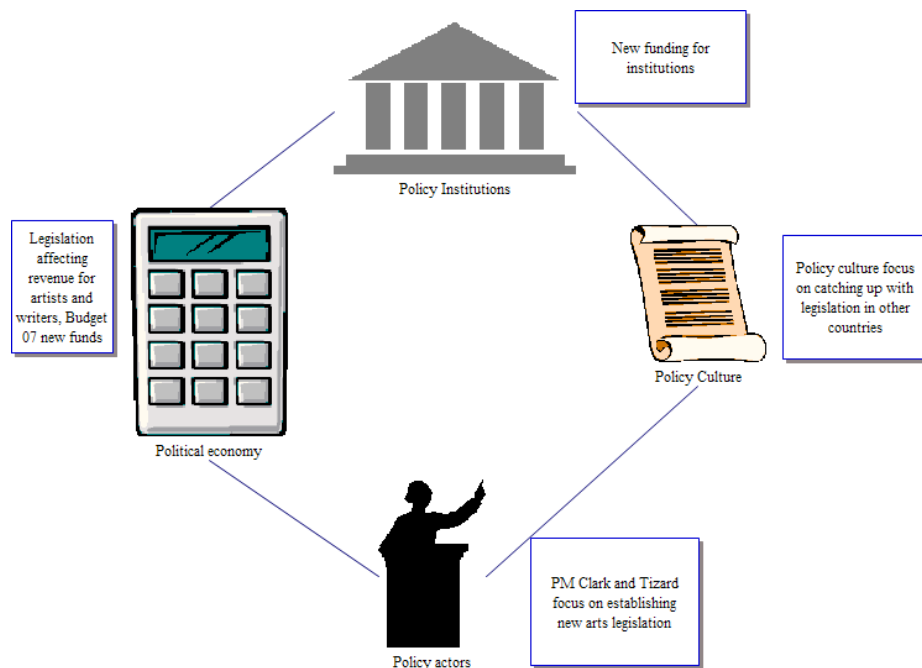 New funding for
institutions
Policy Institutions
Legislation
affecting
revenue for
artists and
writers, Budget
07 new funds
Policy culture focus
on catching up with
legislation in other
countries
Policy Culture
Political economy
PM Clark and Tizard
focus on establishing
new arts legislation
Policy actors